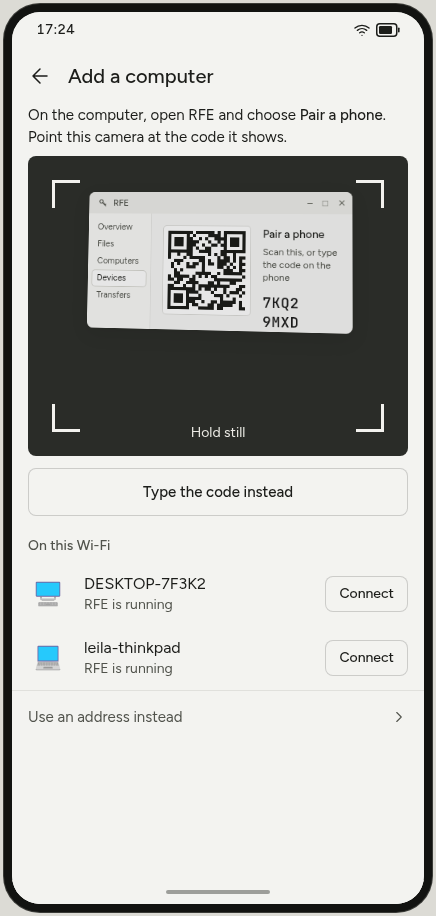 17:24
Add a computer
On the computer, open RFE and choose Pair a phone.
Point this camera at the code it shows.
RFE
Overview
Files
Computers
Devices
Transfers
Pair a phone
Scan this, or type
the code on the
phone
7KQ2
9MXD
Hold still
Type the code instead
On this Wi-Fi
DESKTOP-7F3K2
RFE is running
Connect
leila-thinkpad
RFE is running
Connect
Use an address instead